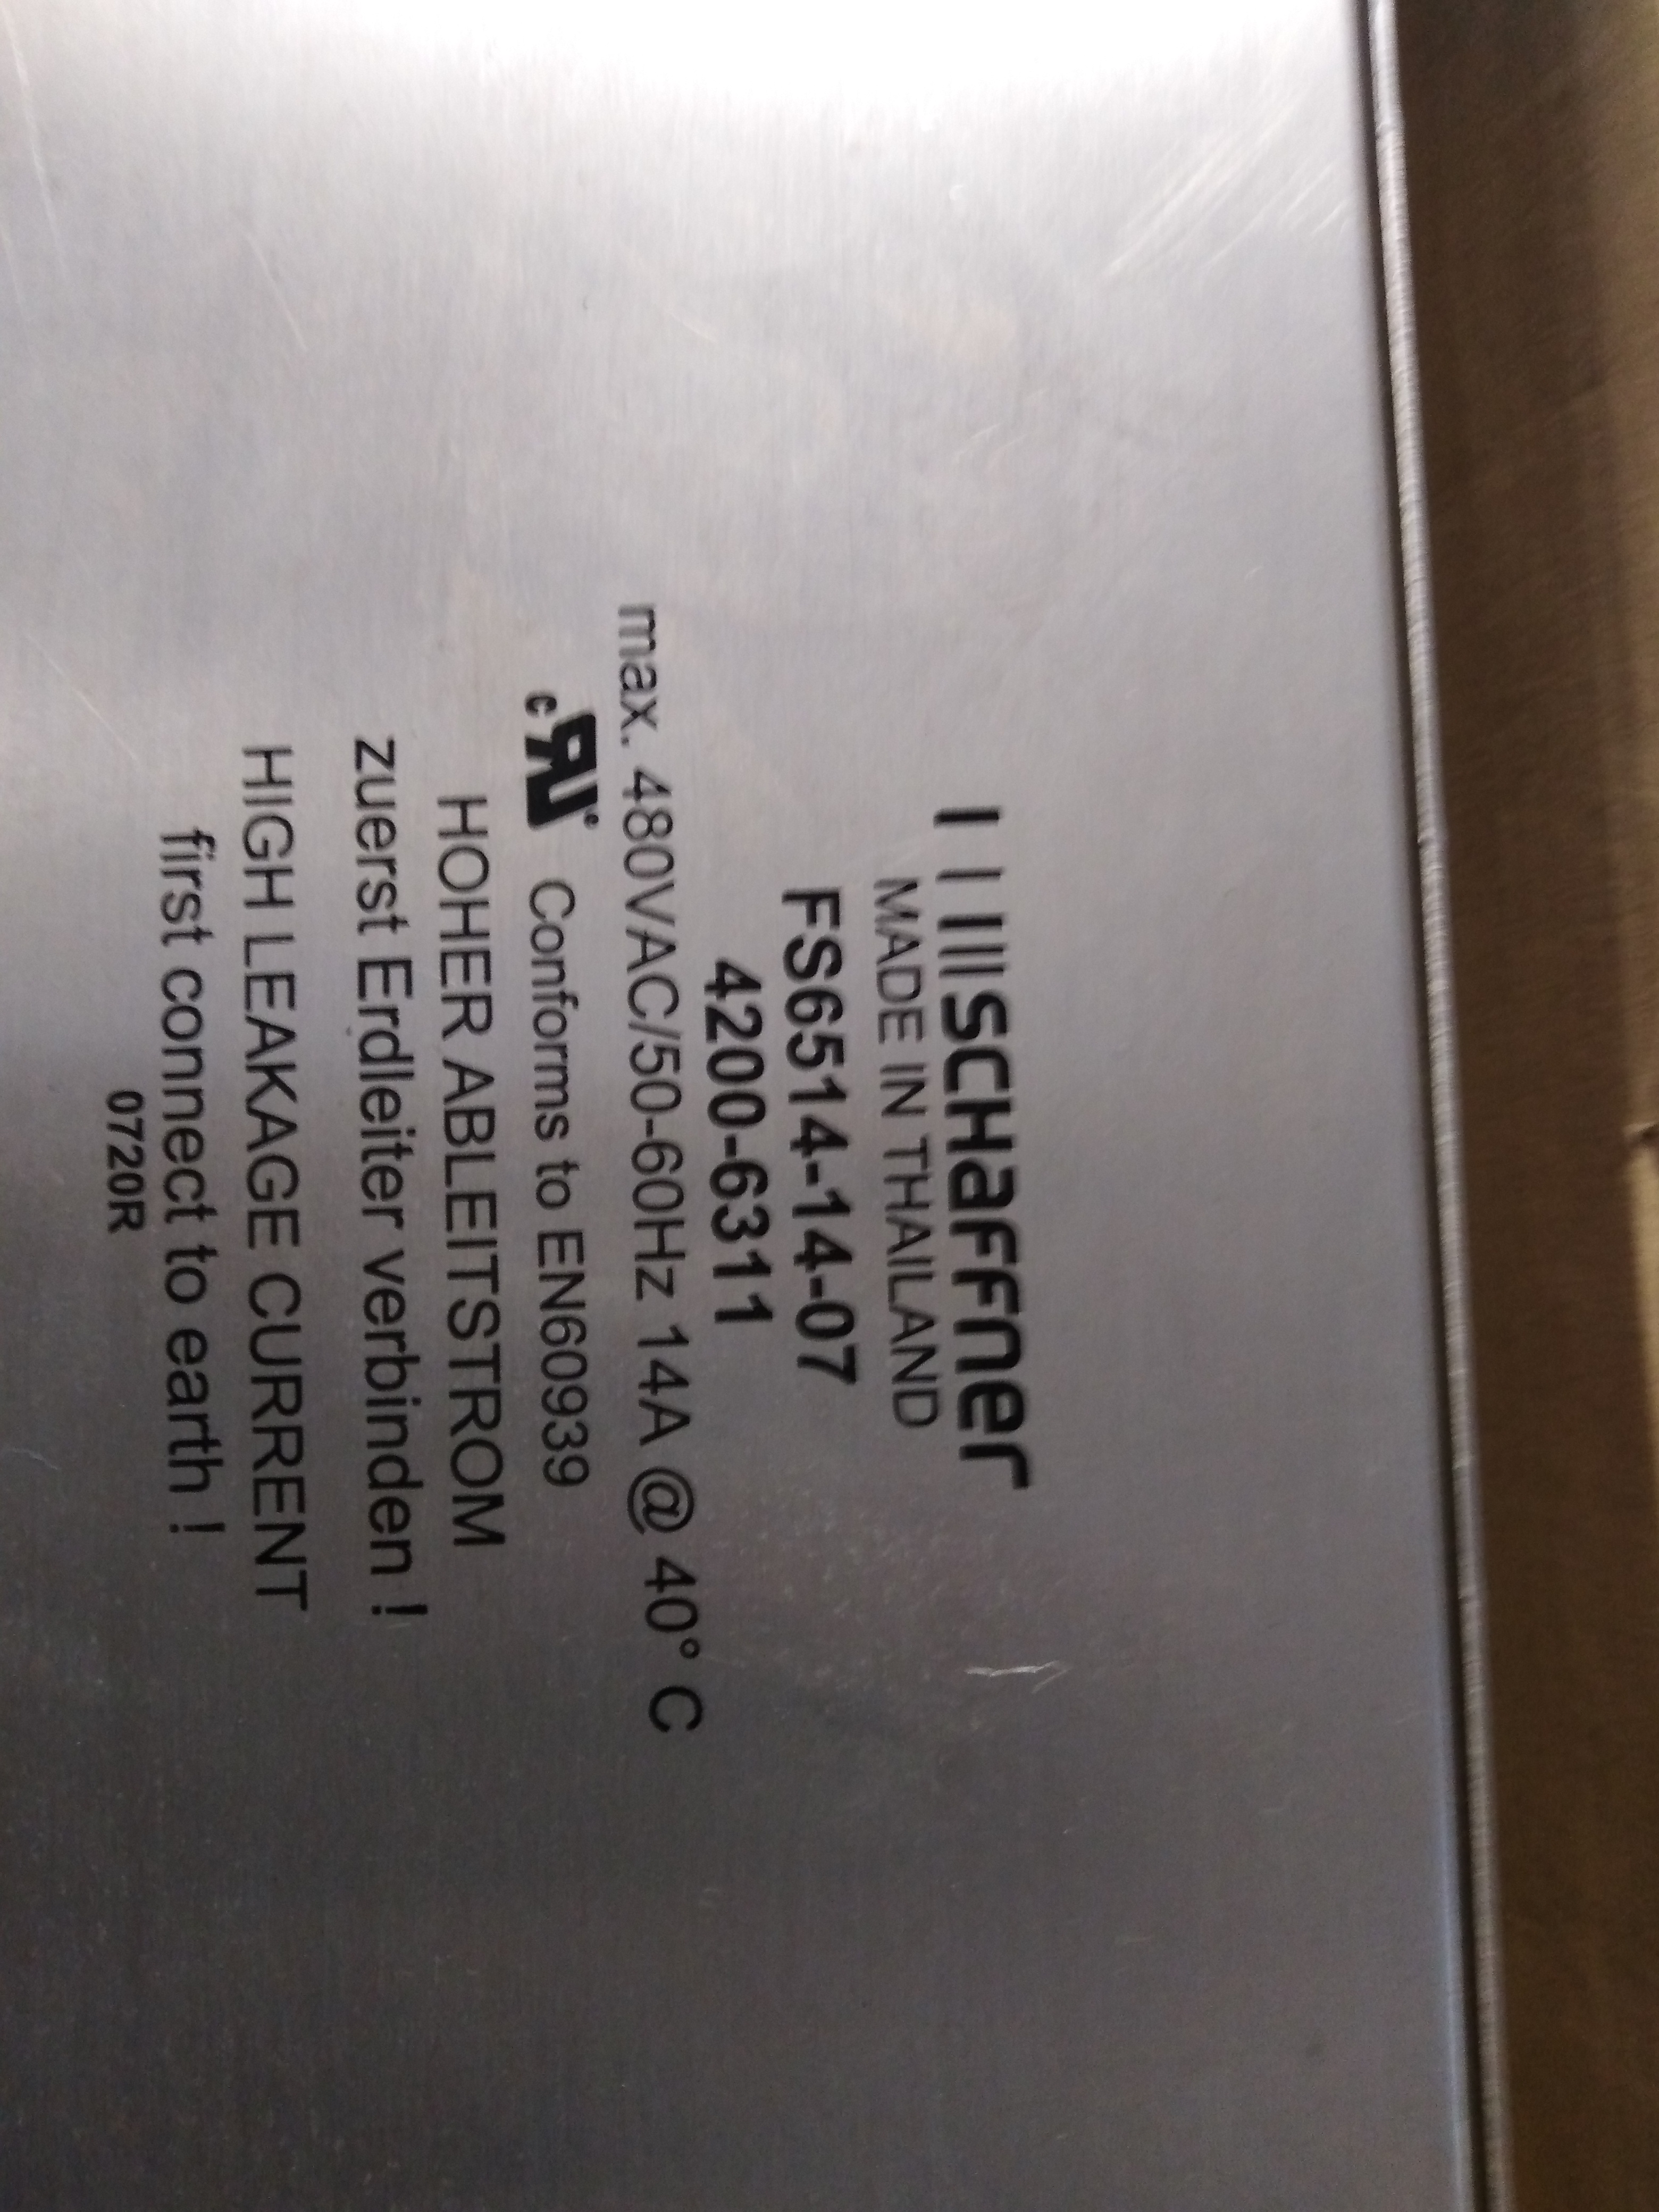 SCHaFFner
MADE IN THAILAND
FS6514-14-07
4200-6311
max. 480VAC/50-60Hz 14A @ 40° C
c RU Conforms to EN60939
HOHER ABLEITSTROM
zuerst Erdleiter verbinden !
HIGH LEAKAGE CURRENT
first connect to earth !
0720R